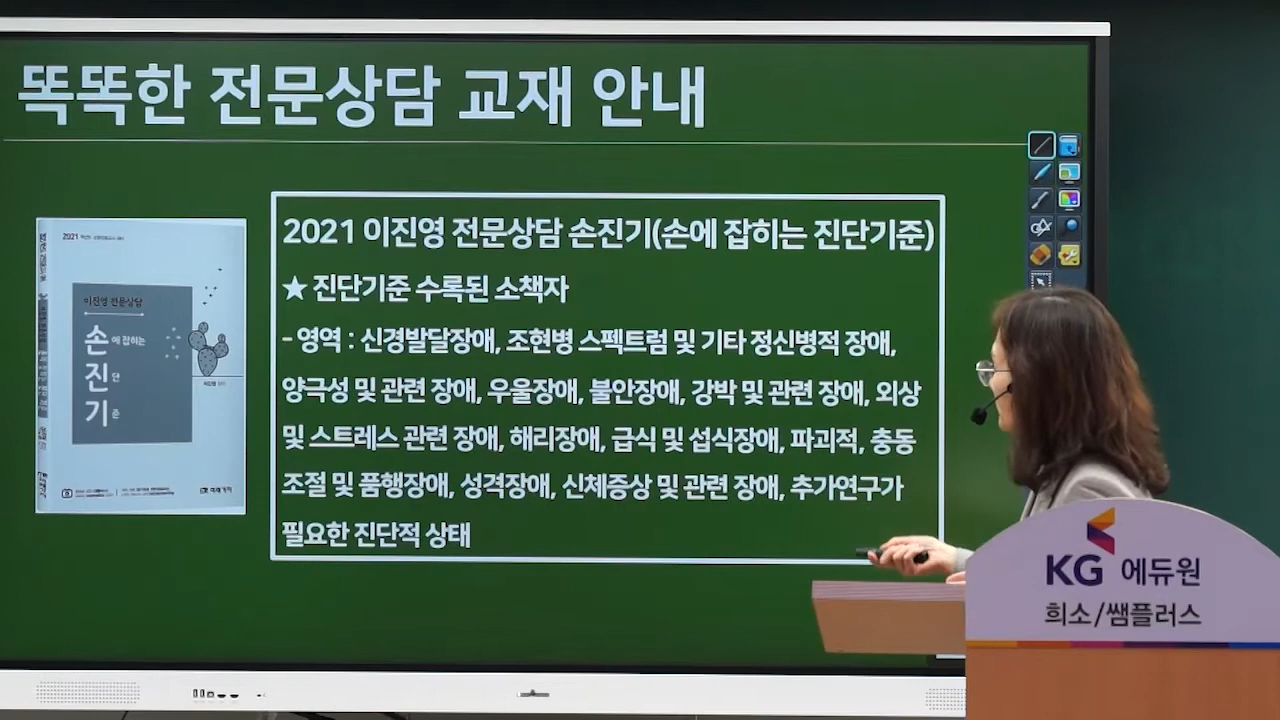 똑똑한 전문상담 교재 안내
2021 이진영 전문상담 손진기(손에 잡히는 진단기준)
★ 진단기준 수록된 소책자
- 영역 : 신경발달장애, 조현병 스펙트럼 및 기타 정신병적 장애,
양극성 및 관련 장애, 우울장애, 불안장애, 강박 및 관련 장애, 외상
및 스트레스 관련 장애, 해리장애, 급식 및 섭식장애, 파괴적, 충동
조절 및 품행장애, 성격장애, 신체증상 및 관련 장애, 추가연구가
필요한 진단적 상태
2021
이진영 전문상담
손에 잡히는
진단
기준
미래가치
KG 에듀원
희소/쌤플러스